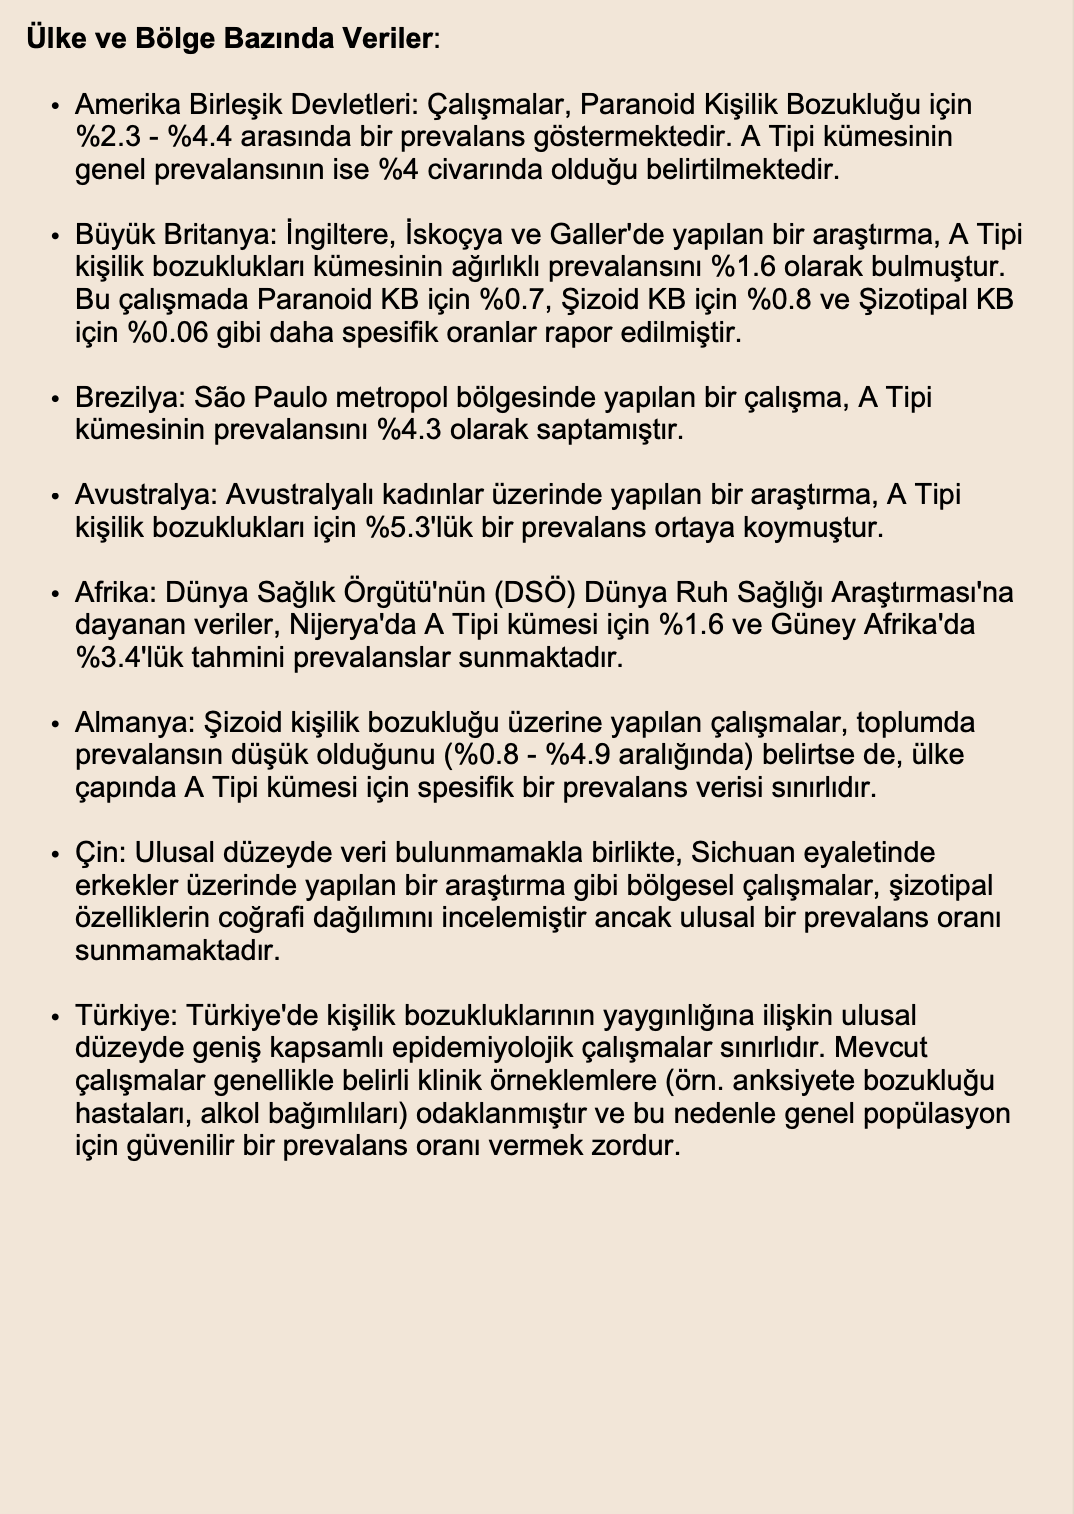 Ülke ve Bölge Bazında Veriler:
• Amerika Birleşik Devletleri: Çalışmalar, Paranoid Kişilik Bozukluğu için
%2.3 - %4.4 arasında bir prevalans göstermektedir. A Tipi kümesinin
genel prevalansının ise %4 civarında olduğu belirtilmektedir.
• Büyük Britanya: İngiltere, İskoçya ve Galler'de yapılan bir araştırma, A Tipi
kişilik bozuklukları kümesinin ağırlıklı prevalansını %1.6 olarak bulmuştur.
Bu çalışmada Paranoid KB için %0.7, Şizoid KB için %0.8 ve Şizotipal KB
için %0.06 gibi daha spesifik oranlar rapor edilmiştir.
• Brezilya: São Paulo metropol bölgesinde yapılan bir çalışma, A Tipi
kümesinin prevalansını %4.3 olarak saptamıştır.
• Avustralya: Avustralyalı kadınlar üzerinde yapılan bir araştırma, A Tipi
kişilik bozuklukları için %5.3'lük bir prevalans ortaya koymuştur.
• Afrika: Dünya Sağlık Örgütü'nün (DSÖ) Dünya Ruh Sağlığı Araştırması'na
dayanan veriler, Nijerya'da A Tipi kümesi için %1.6 ve Güney Afrika'da
%3.4'lük tahmini prevalanslar sunmaktadır.
• Almanya: Şizoid kişilik bozukluğu üzerine yapılan çalışmalar, toplumda
prevalansın düşük olduğunu (%0.8 - %4.9 aralığında) belirtse de, ülke
çapında A Tipi kümesi için spesifik bir prevalans verisi sınırlıdır.
• Çin: Ulusal düzeyde veri bulunmamakla birlikte, Sichuan eyaletinde
erkekler üzerinde yapılan bir araştırma gibi bölgesel çalışmalar, şizotipal
özelliklerin coğrafi dağılımını incelemiştir ancak ulusal bir prevalans oranı
sunmamaktadır.
• Türkiye: Türkiye'de kişilik bozukluklarının yaygınlığına ilişkin ulusal
düzeyde geniş kapsamlı epidemiyolojik çalışmalar sınırlıdır. Mevcut
çalışmalar genellikle belirli klinik örneklemlere (örn. anksiyete bozukluğu
hastaları, alkol bağımlıları) odaklanmıştır ve bu nedenle genel popülasyon
için güvenilir bir prevalans oranı vermek zordur.